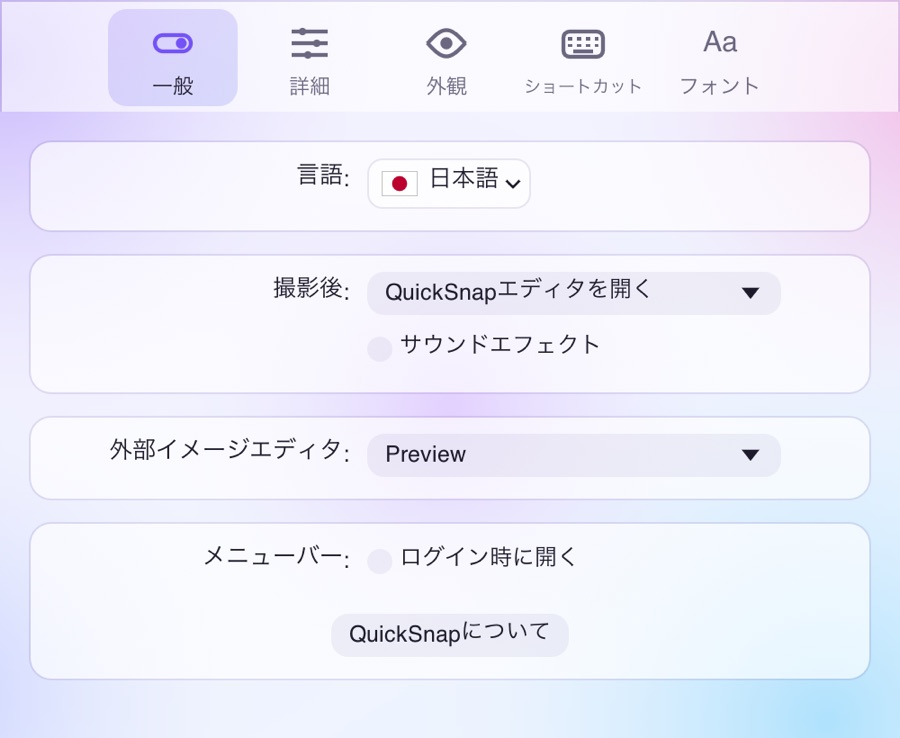 一般
詳細
外観
ショートカット
Aa
フォント
言語: 日本語
撮影後: QuickSnapエディタを開く
サウンドエフェクト
外部イメージエディタ: Preview
メニューバー: ログイン時に開く
QuickSnapについて